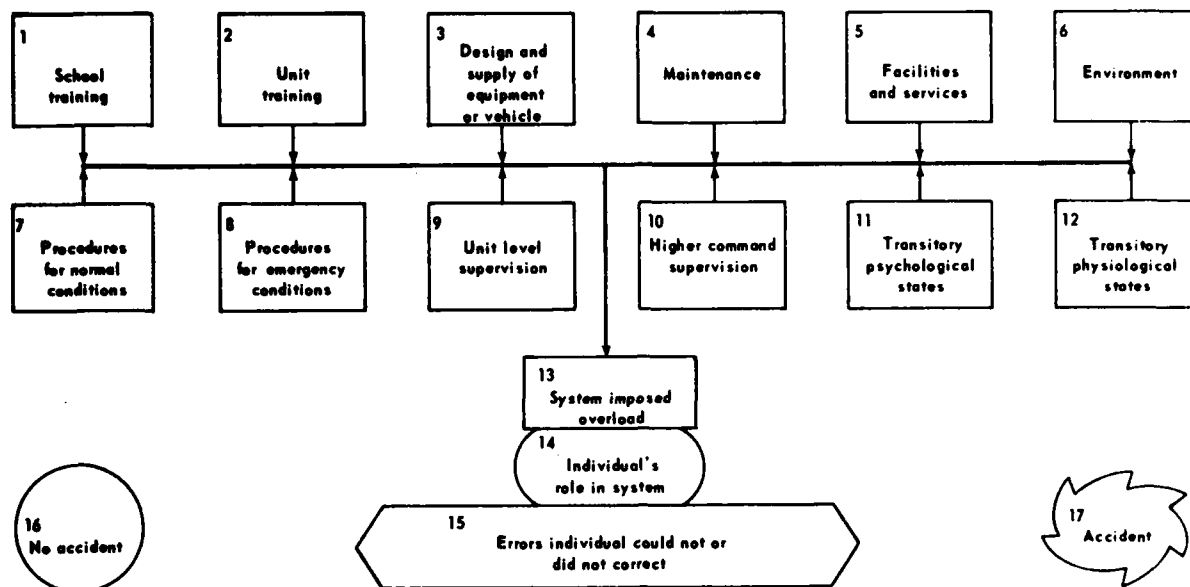 1
School
training
2
Unit
training
3
Design and
supply of
equipment
or vehicle
4
Maintenance
5
Facilities
and services
6
Environment
7
Procedures
for normal
conditions
8
Procedures
for emergency
conditions
9
Unit level
supervision
10
Higher command
supervision
11
Transitory
psychological
states
12
Transitory
physiological
states
13
System imposed
overload
14
Individual's
role in system
15
Errors individual could not or
did not correct
16
No accident
17
Accident